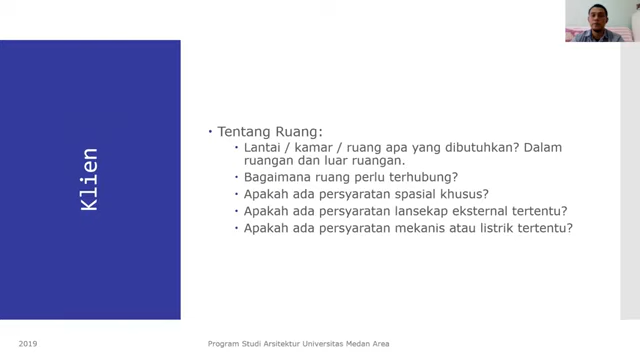 Klien
• Tentang Ruang:
• Lantai / kamar / ruang apa yang dibutuhkan? Dalam
ruangan dan luar ruangan.
• Bagaimana ruang perlu terhubung?
• Apakah ada persyaratan spasial khusus?
• Apakah ada persyaratan lansekap eksternal tertentu?
• Apakah ada persyaratan mekanis atau listrik tertentu?
2019
Program Studi Arsitektur Universitas Medan Area